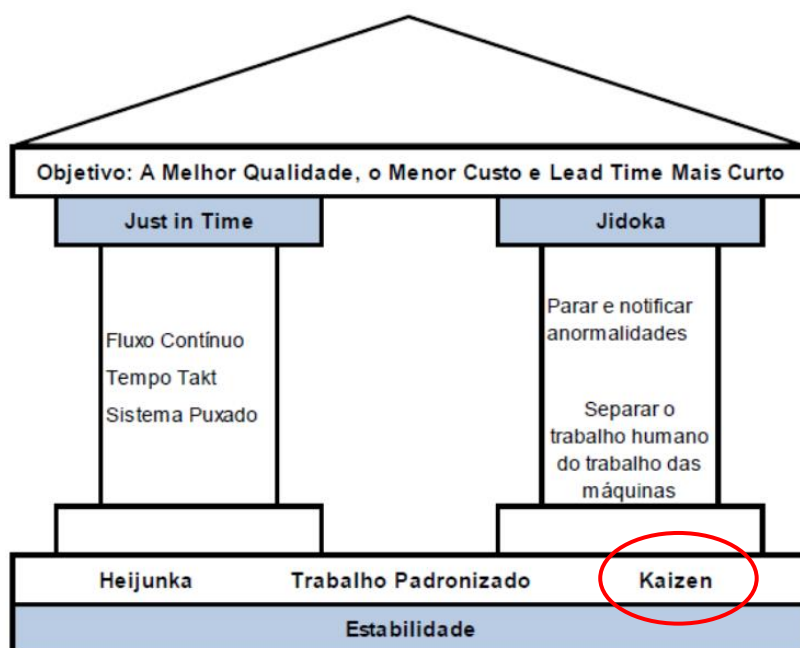 Objetivo: A Melhor Qualidade, o Menor Custo e Lead Time Mais Curto
Just in Time
Jidoka
Fluxo Contínuo
Tempo Takt
Sistema Puxado
Parar e notificar
anormalidades
Separar o
trabalho humano
do trabalho das
máquinas
Heijunka
Trabalho Padronizado
Kaizen
Estabilidade